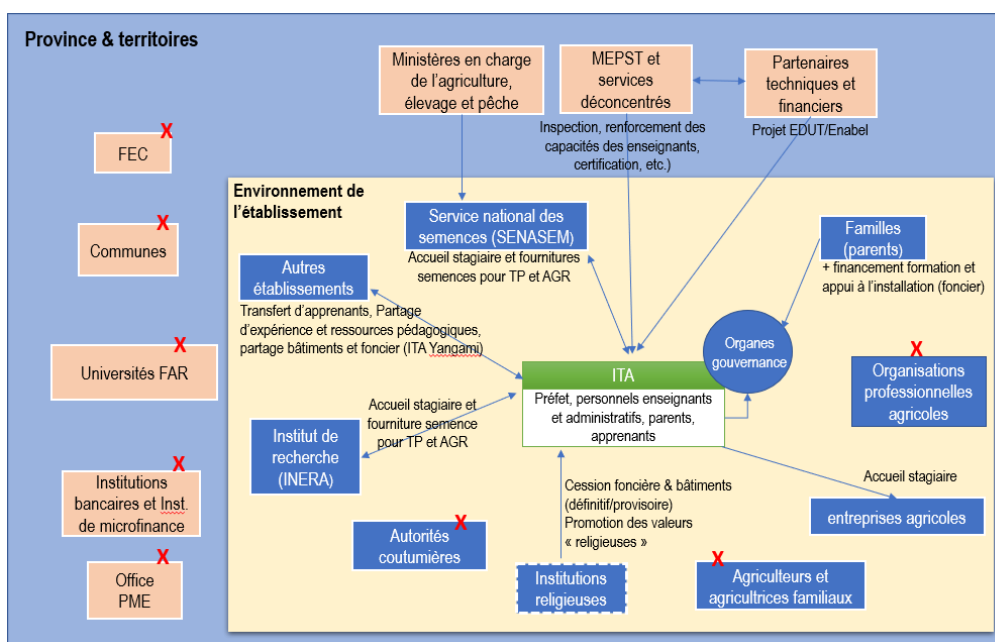 Province & territoires
Ministères en charge
de l'agriculture,
élevage et pêche
MEPST et
services
déconcentrés
Partenaires
techniques et
financiers
Inspection, renforcement des
capacités des enseignants,
certification, etc.)
Projet EDUT/Enabel
X
FEC
X
Communes
X
Universités FAR
X
Institutions
bancaires et Inst.
de microfinance
X
Office
PME
Environnement de
l'établissement
Service national des
semences (SENASEM)
Accueil stagiaire et fournitures
semences pour TP et AGR
Familles
(parents)
+ financement formation et
appui à l'installation (foncier)
Autres
établissements
Transfert d'apprenants, Partage
d'expérience et ressources pédagogiques,
partage bâtiments et foncier (ITA Yangami)
Organes
gouvernance
ITA
Préfet, personnels enseignants
et administratifs, parents,
apprenants
X
Organisations
professionnelles
agricoles
Accueil stagiaire et
fourniture semence
pour TP et AGR
Institut de
recherche
(INERA)
Accueil stagiaire
entreprises agricoles
Cession foncière & bâtiments
(définitif/provisoire)
Promotion des valeurs
« religieuses »
X
Autorités
coutumières
Institutions
religieuses
X
Agriculteurs et
agricultrices familiaux